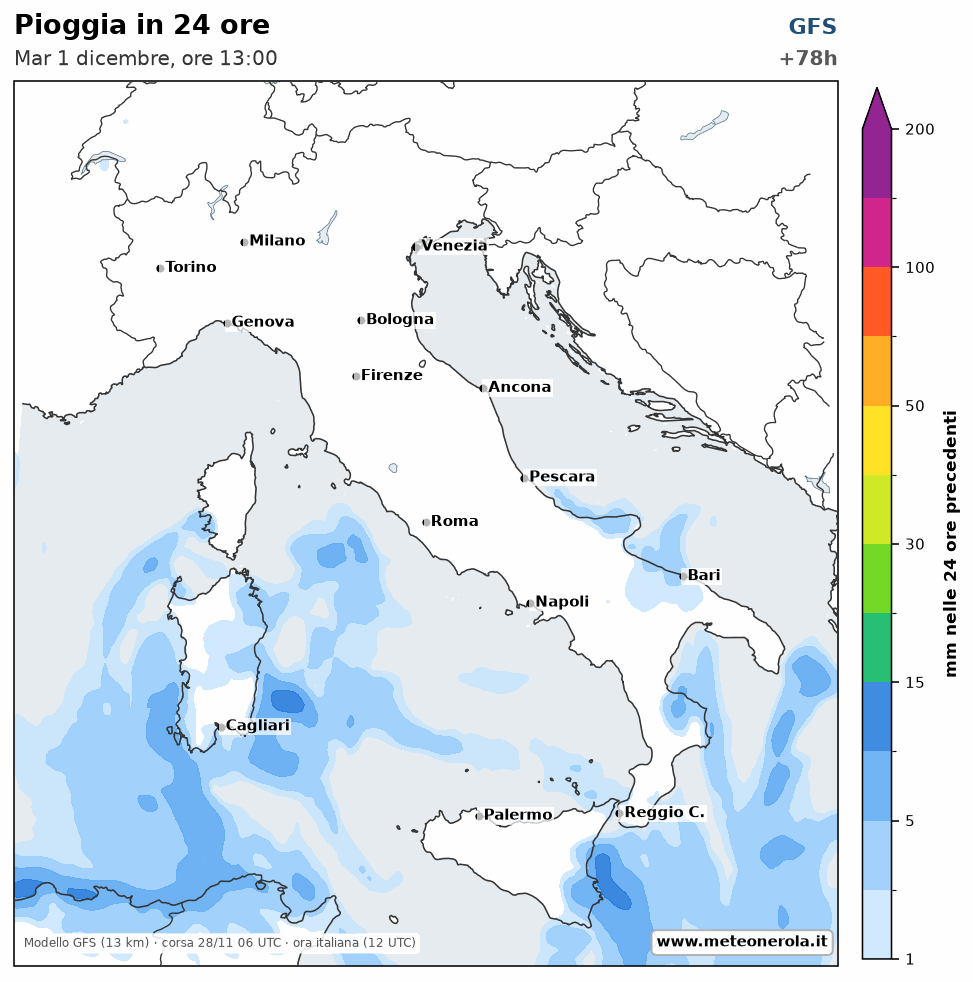 Pioggia in 24 ore
GFS
Mar 1 dicembre, ore 13:00
+78h
200
Milano
Venezia
Torino
100
Genova
Bologna
Firenze
Ancona
50
Pescara
Roma
30
Bari
Napoli
mm nelle 24 ore precedenti
15
Cagliari
Palermo
Reggio C.
5
Modello GFS (13 km) · corsa 28/11 06 UTC · ora italiana (12 UTC)
www.meteonerola.it
1